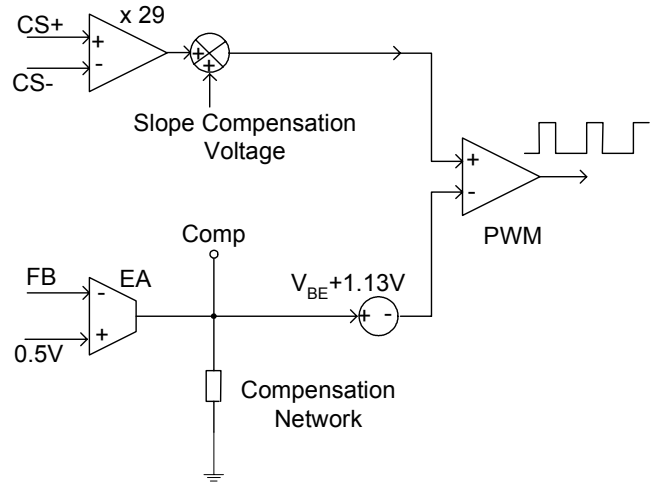 CS+
x 29
+
-
CS-
+
+
Slope Compensation
Voltage
+
-
PWM
Comp
FB
EA
-
+
0.5V
VBE+1.13V
+ -
Compensation
Network